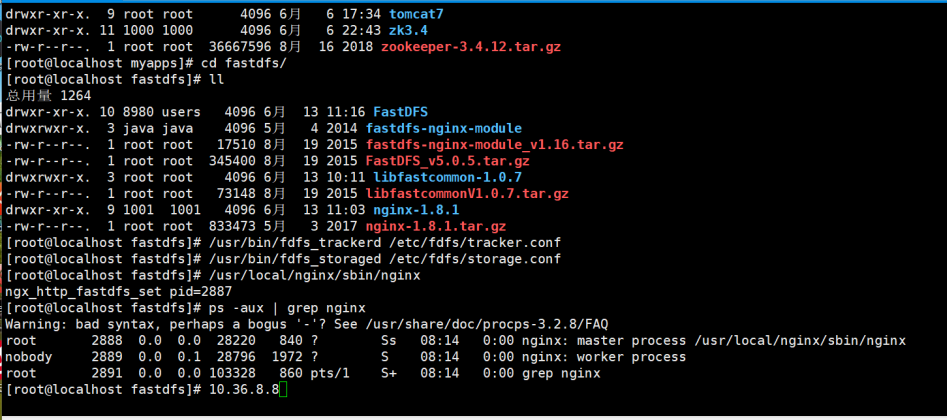 drwxr-xr-x.  9 root root      4096 6月   6 17:34 tomcat7
drwxr-xr-x. 11 1000 1000      4096 6月   6 22:43 zk3.4
-rw-r--r--.  1 root root  36667596 8月  16 2018 zookeeper-3.4.12.tar.gz
[root@localhost myapps]# cd fastdfs/
[root@localhost fastdfs]# ll
总用量 1264
drwxr-xr-x. 10 8980 users   4096 6月  13 11:16 FastDFS
drwxrwxrwx.  3 java java    4096 5月   4 2014 fastdfs-nginx-module
-rw-r--r--.  1 root root   17510 8月  19 2015 fastdfs-nginx-module_v1.16.tar.gz
-rw-r--r--.  1 root root  345400 8月  19 2015 FastDFS_v5.0.5.tar.gz
drwxrwxr-x.  3 root root    4096 6月  13 10:11 libfastcommon-1.0.7
-rw-r--r--.  1 root root   73148 8月  19 2015 libfastcommonV1.0.7.tar.gz
drwxr-xr-x.  9 1001  1001   4096 6月  13 11:03 nginx-1.8.1
-rw-r--r--.  1 root root  833473 5月   3 2017 nginx-1.8.1.tar.gz
[root@localhost fastdfs]# /usr/bin/fdfs_trackerd /etc/fdfs/tracker.conf
[root@localhost fastdfs]# /usr/bin/fdfs_storaged /etc/fdfs/storage.conf
[root@localhost fastdfs]# /usr/local/nginx/sbin/nginx
ngx_http_fastdfs_set pid=2887
[root@localhost fastdfs]# ps -aux | grep nginx
Warning: bad syntax, perhaps a bogus '-'? See /usr/share/doc/procps-3.2.8/FAQ
root      2888  0.0  0.0  28220   840 ?        Ss   08:14   0:00 nginx: master process /usr/local/nginx/sbin/nginx
nobody    2889  0.0  0.1  28796  1972 ?        S    08:14   0:00 nginx: worker process
root      2891  0.0  0.0 103328   860 pts/1    S+   08:14   0:00 grep nginx
[root@localhost fastdfs]# 10.36.8.8